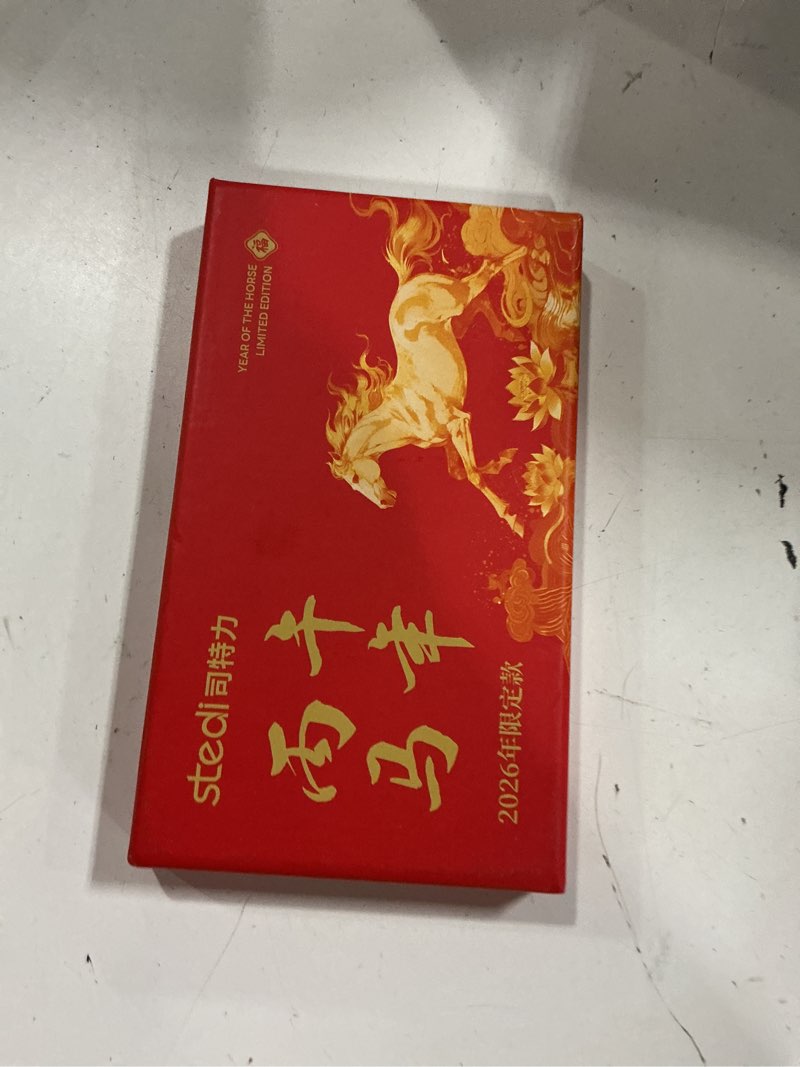 stedi司特力
丙午
马年
2026年限定款
福
YEAR OF THE HORSE
LIMITED EDITION